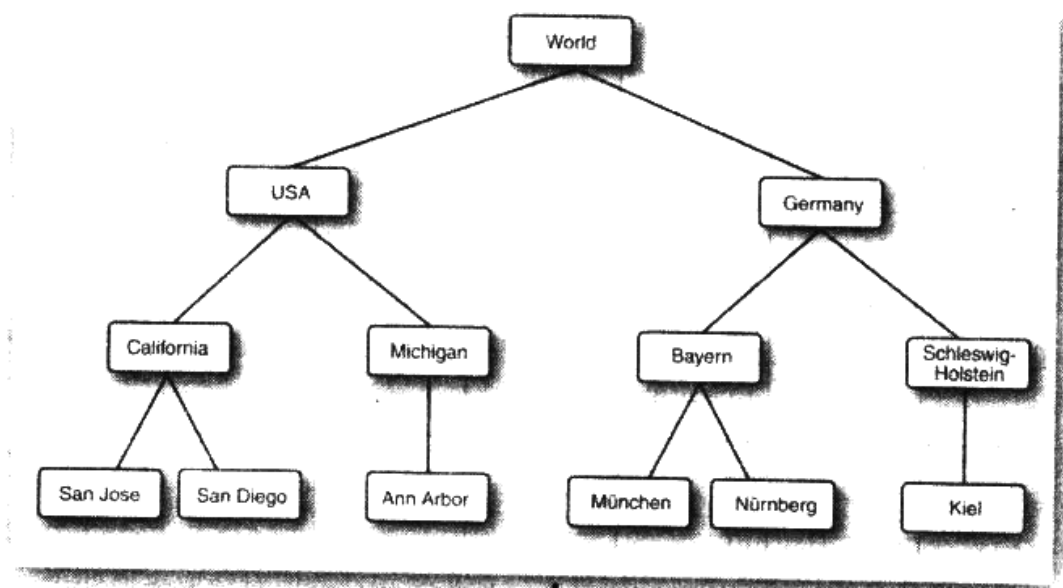 World
USA
Germany
California
Michigan
Bayern
Schleswig-
Holstein
San Jose
San Diego
Ann Arbor
München
Nürnberg
Kiel